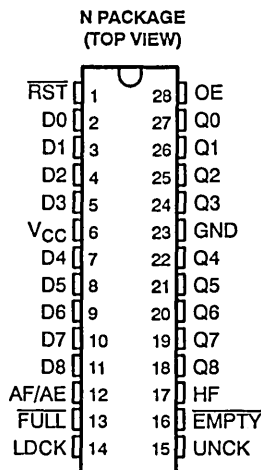 N PACKAGE
(TOP VIEW)
R̅S̅T̅ 1 28 OE
D0 2 27 Q0
D1 3 26 Q1
D2 4 25 Q2
D3 5 24 Q3
VCC 6 23 GND
D4 7 22 Q4
D5 8 21 Q5
D6 9 20 Q6
D7 10 19 Q7
D8 11 18 Q8
AF/AE 12 17 HF
F̅U̅L̅L̅ 13 16 E̅M̅P̅T̅Y̅
LDCK 14 15 UNCK